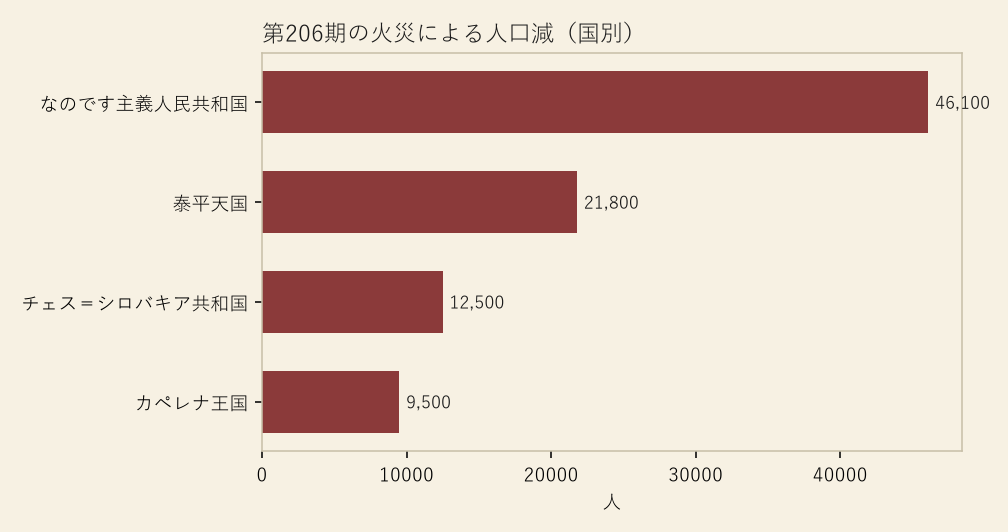 第206期の火災による人口減（国別）
なのです主義人民共和国
46,100
泰平天国
21,800
チェス＝シロバキア共和国
12,500
カペレナ王国
9,500
0 10000 20000 30000 40000
人